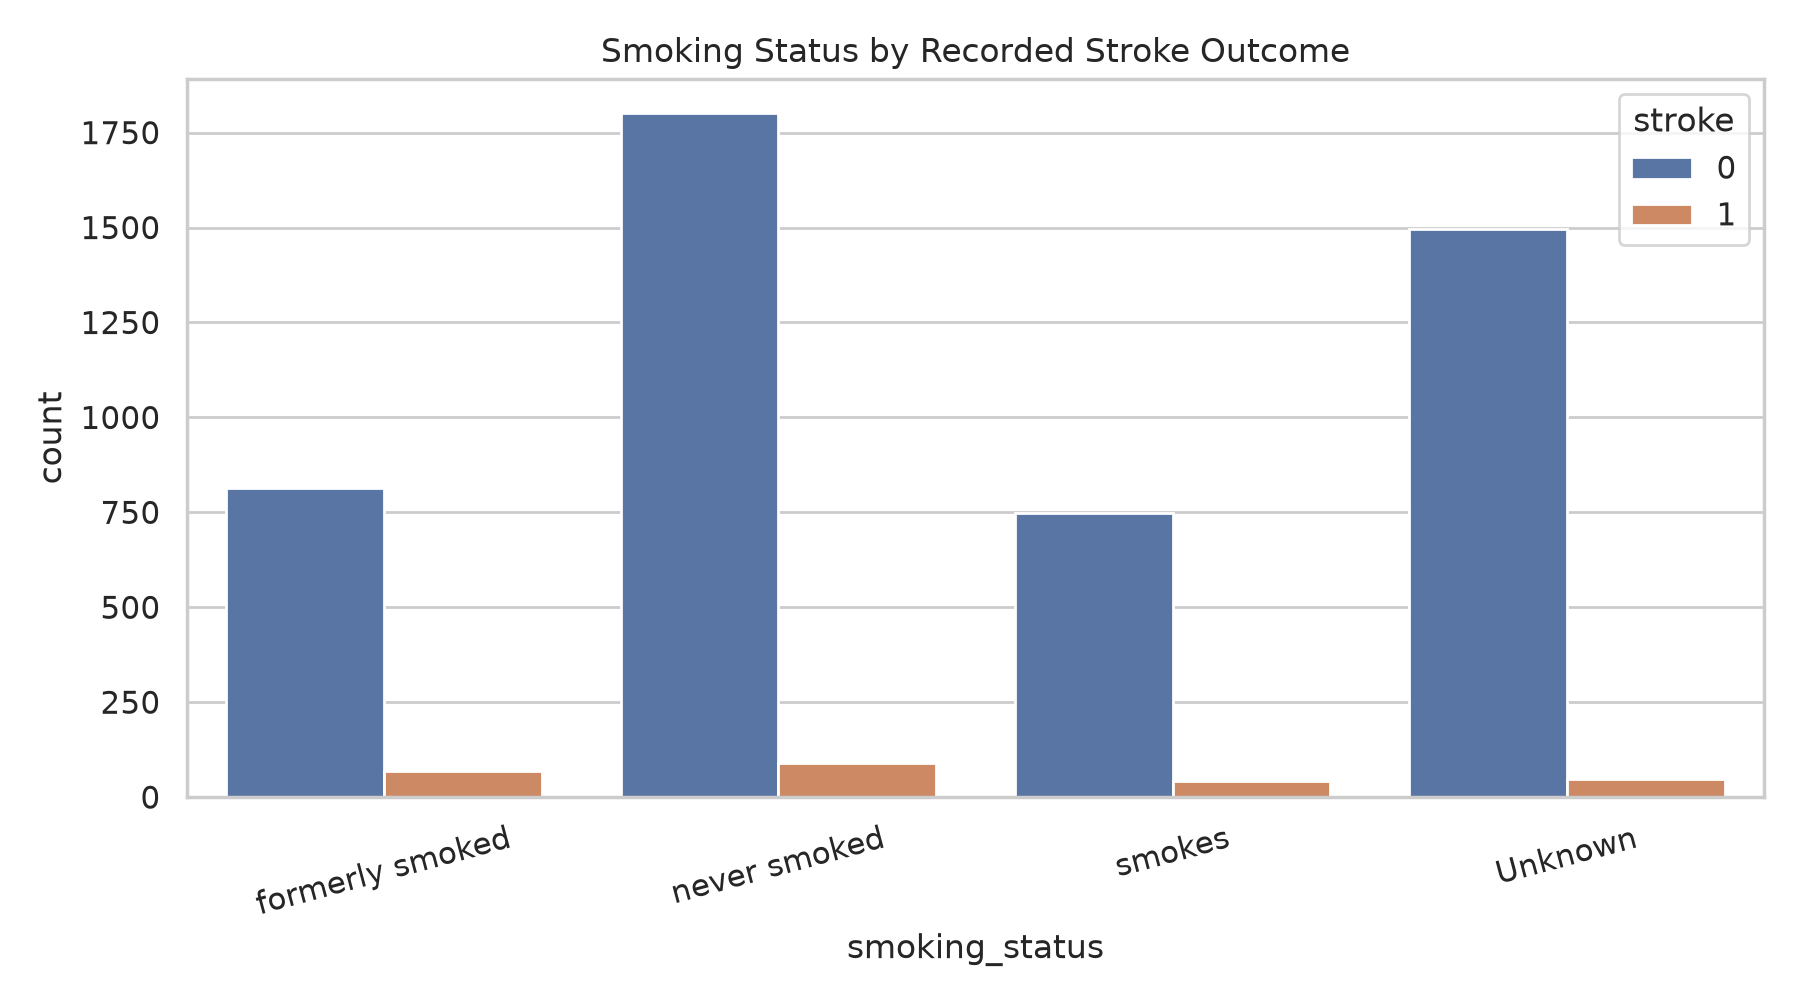 Smoking Status by Recorded Stroke Outcome
stroke
0
1
count
1750
1500
1250
1000
750
500
250
0
formerly smoked
never smoked
smokes
Unknown
smoking_status